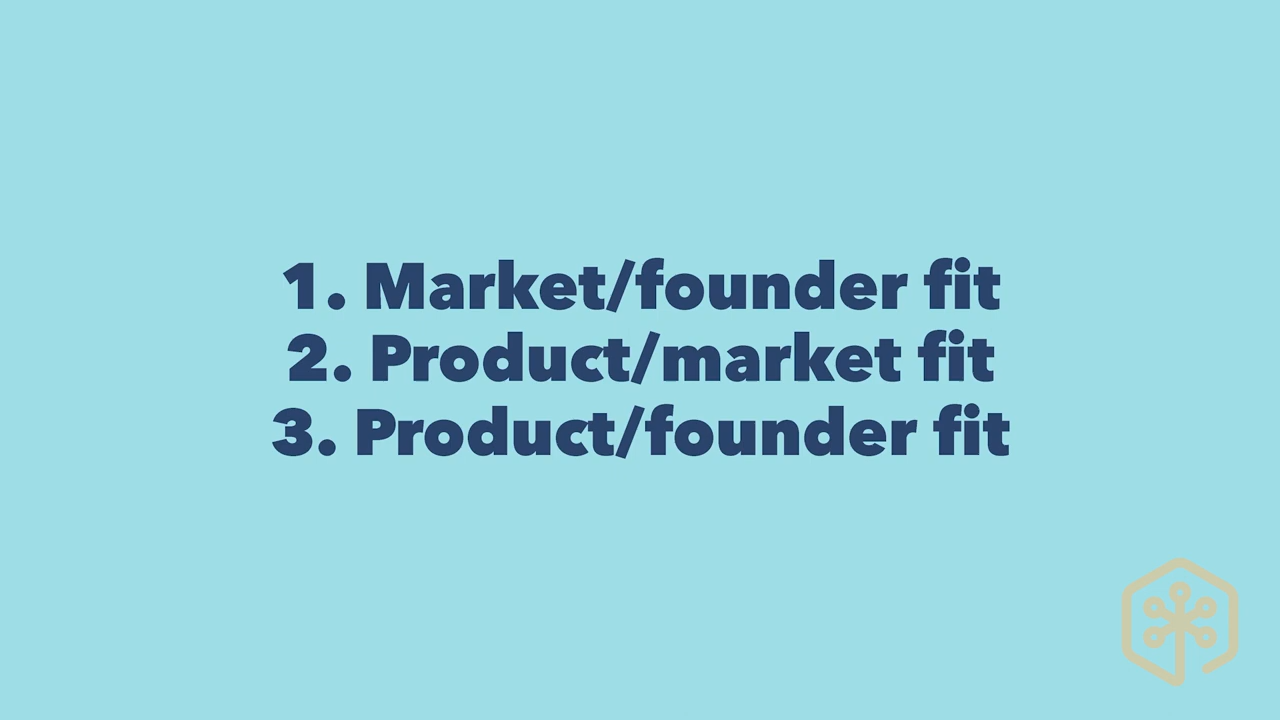 1. Market/founder fit
2. Product/market fit
3. Product/founder fit